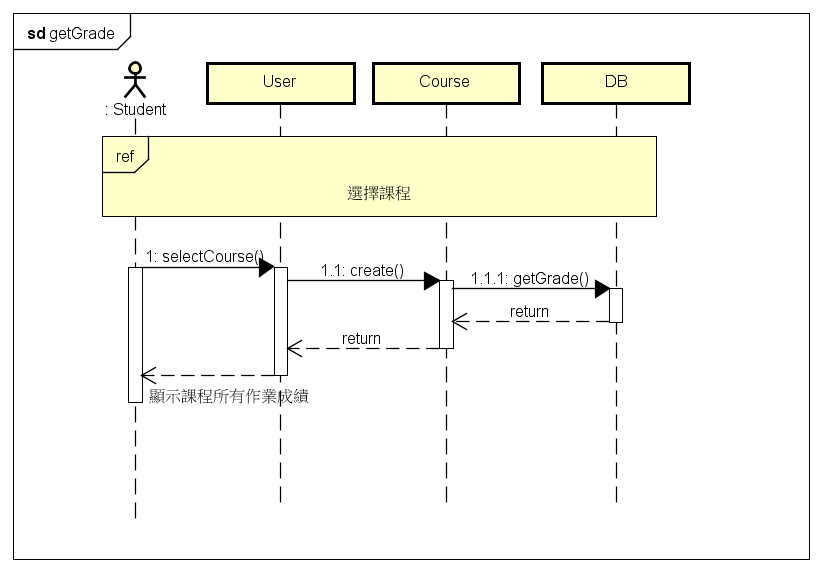 sd getGrade
: Student
User
Course
DB
ref
選擇課程
1: selectCourse()
1.1: create()
1.1.1: getGrade()
return
return
顯示課程所有作業成績